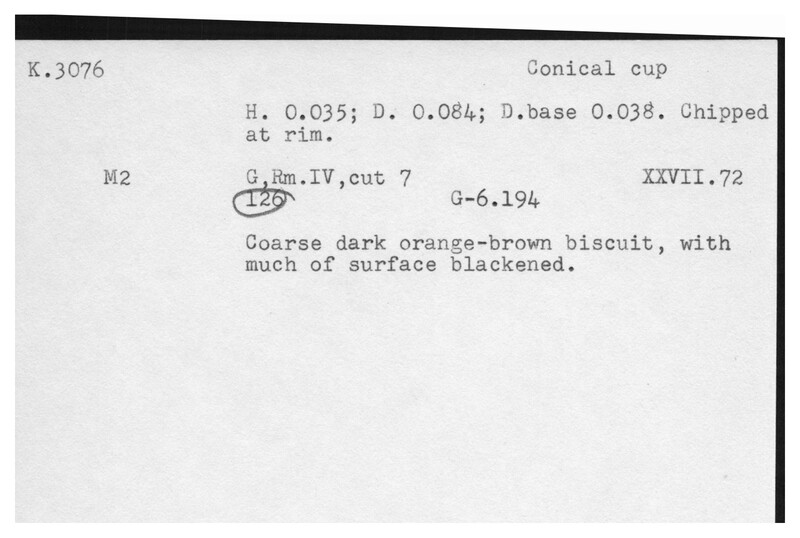 K.3076 Conical cup
H. 0.035; D. 0.084; D.base 0.038. Chipped
at rim.
M2 G,Rm.IV,cut 7 XXVII.72
126 G-6.194
Coarse dark orange-brown biscuit, with
much of surface blackened.